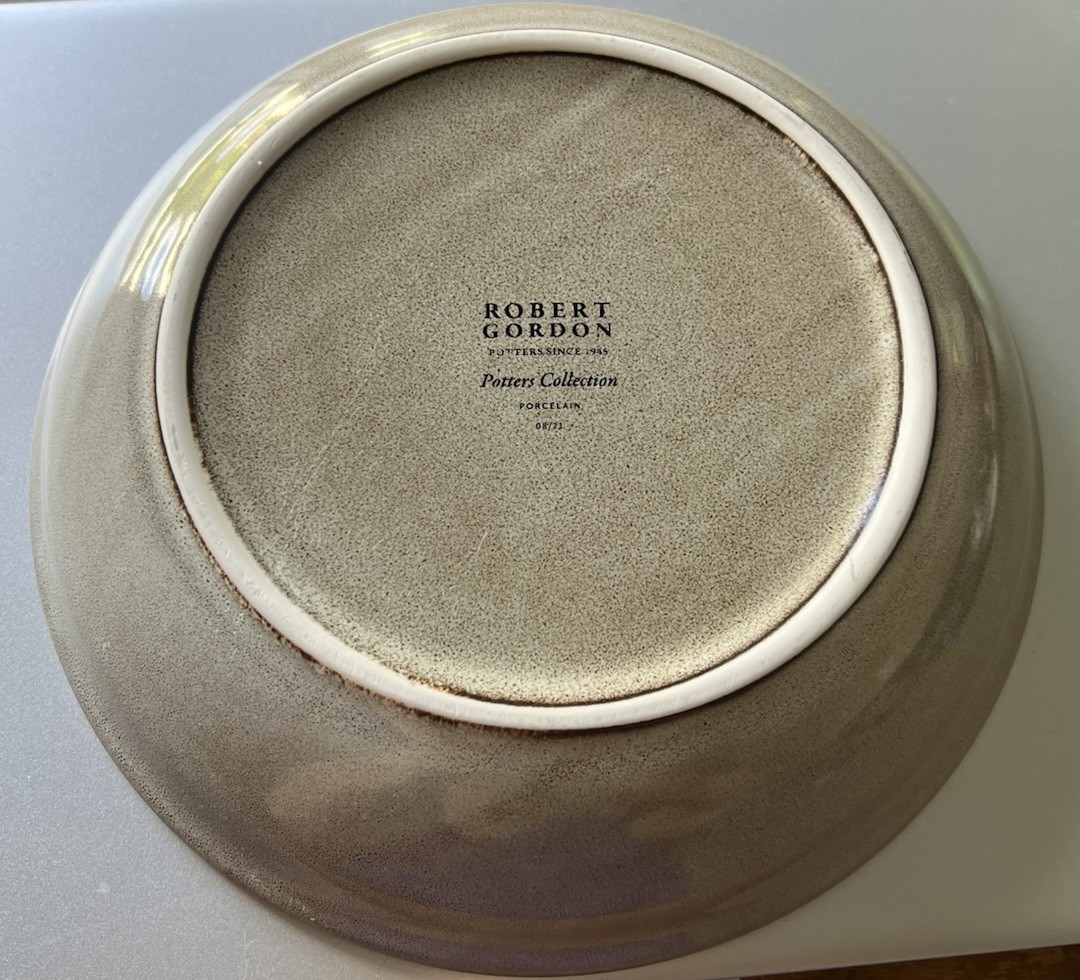 ROBERT
GORDON
POTTERS SINCE 1945
Potters Collection
PORCELAIN
08/21